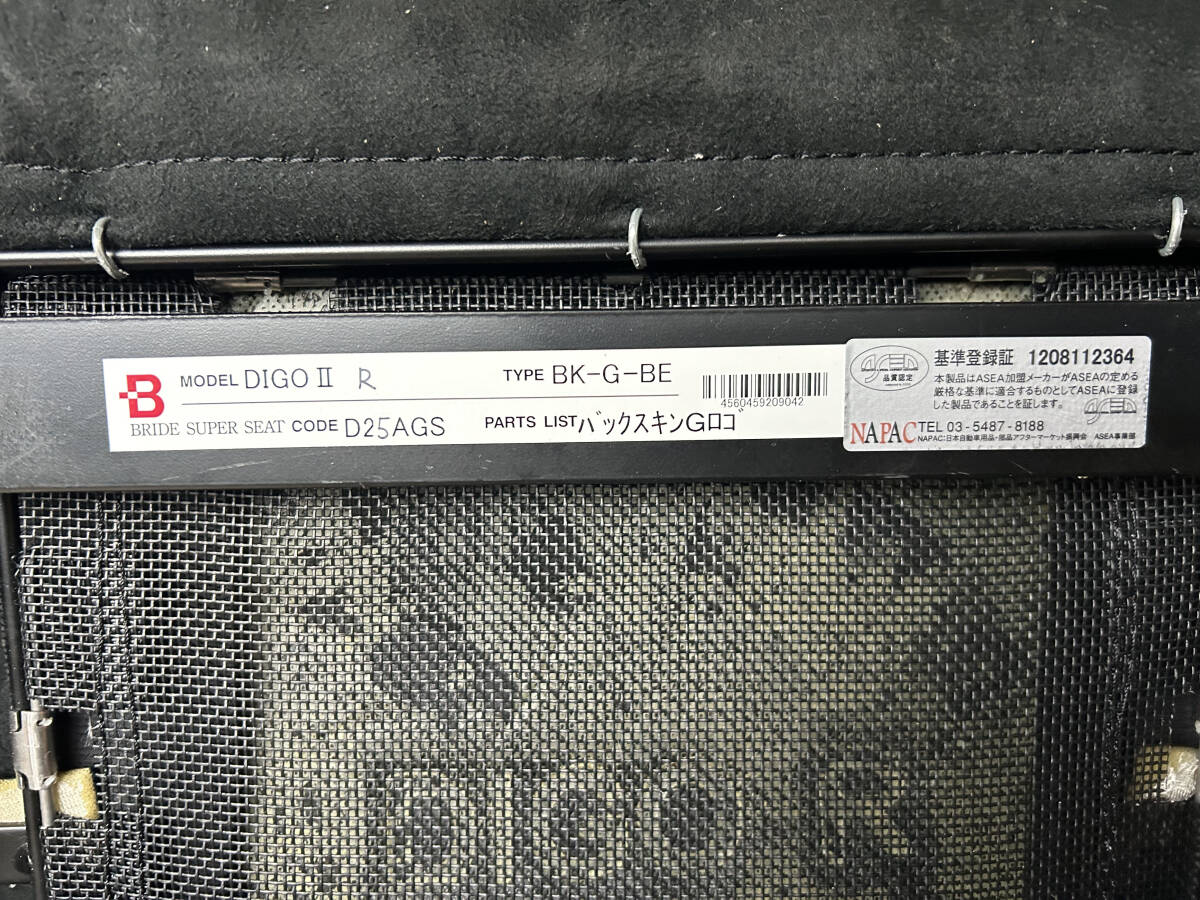 B
MODEL DIGO II R
BRIDE SUPER SEAT CODE D25AGS
TYPE BK-G-BE
PARTS LIST バックスキンGロゴ
4560459209042
ASEA
品質認定
基準登録証 1208112364
本製品はASEA加盟メーカーがASEAの定める
厳格な基準に適合するものとしてASEAに登録
した製品であることを証します。
ASEA
NAPAC TEL 03-5487-8188
NAPAC:日本自動車用品・部品アフターマーケット振興会 ASEA事業部